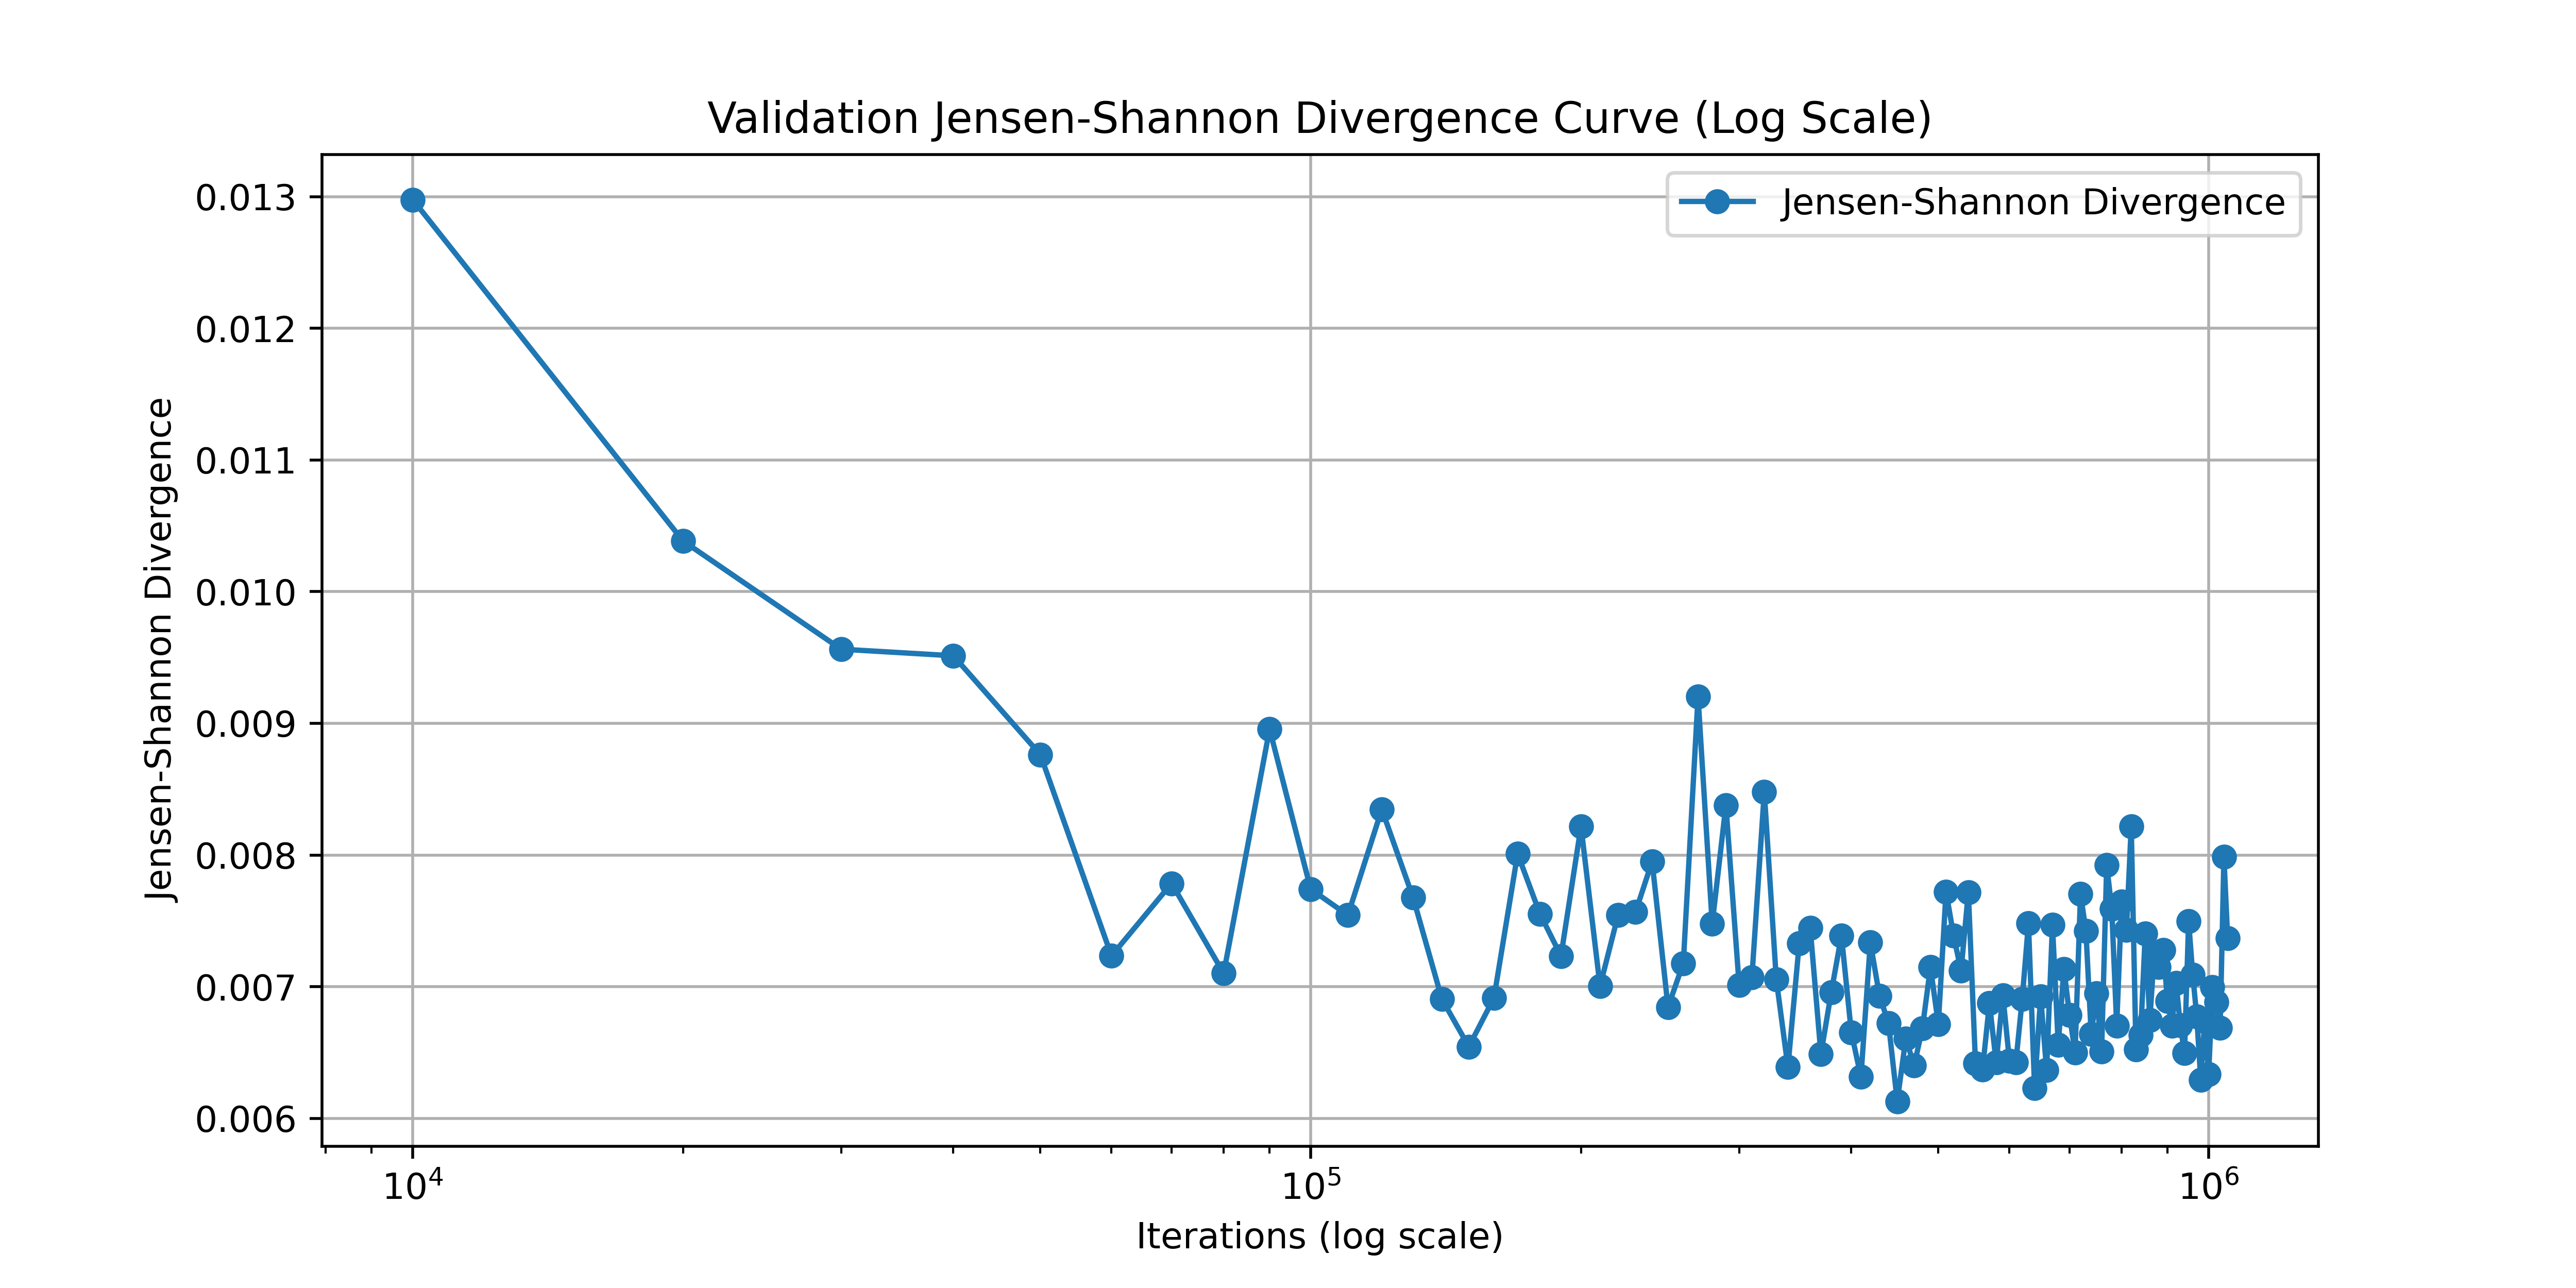 Validation Jensen-Shannon Divergence Curve (Log Scale)
Jensen-Shannon Divergence
0.013
0.012
0.011
0.010
0.009
0.008
0.007
0.006
Jensen-Shannon Divergence
10⁴
10⁵
10⁶
Iterations (log scale)